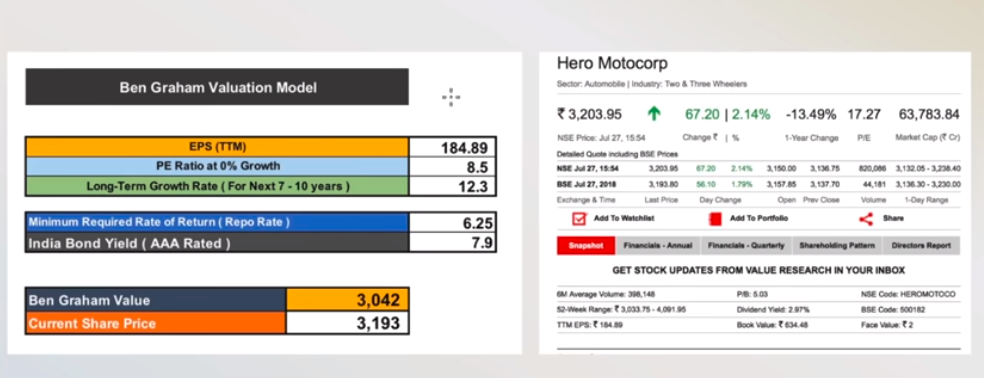 Ben Graham Valuation Model
EPS (TTM) 184.89
PE Ratio at 0% Growth 8.5
Long-Term Growth Rate ( For Next 7 - 10 years ) 12.3
Minimum Required Rate of Return ( Repo Rate ) 6.25
India Bond Yield ( AAA Rated ) 7.9
Ben Graham Value 3,042
Current Share Price 3,193
Hero Motocorp
Sector: Automobile | Industry: Two & Three Wheelers
₹ 3,203.95 67.20 | 2.14% -13.49% 17.27 63,783.84
NSE Price: Jul 27, 15:54 Change ₹ | % 1-Year Change P/E Market Cap (₹ Cr)
Detailed Quote including BSE Prices
NSE Jul 27, 15:54 3,203.95 67.20 2.14% 3,150.00 3,136.75 820,086 3,132.05 - 3,238.40
BSE Jul 27, 2018 3,193.80 56.10 1.79% 3,157.85 3,137.70 44,181 3,136.30 - 3,230.00
Exchange & Time Last Price Day Change Open Prev Close Volume 1-Day Range
Add To Watchlist Add To Portfolio Share
Snapshot Financials - Annual Financials - Quarterly Shareholding Pattern Directors Report
GET STOCK UPDATES FROM VALUE RESEARCH IN YOUR INBOX
6M Average Volume: 398,148 P/B: 5.03 NSE Code: HEROMOTOCO
52-Week Range: ₹ 3,033.75 - 4,091.95 Dividend Yield: 2.97% BSE Code: 500182
TTM EPS: ₹ 184.89 Book Value: ₹ 634.48 Face Value: ₹ 2